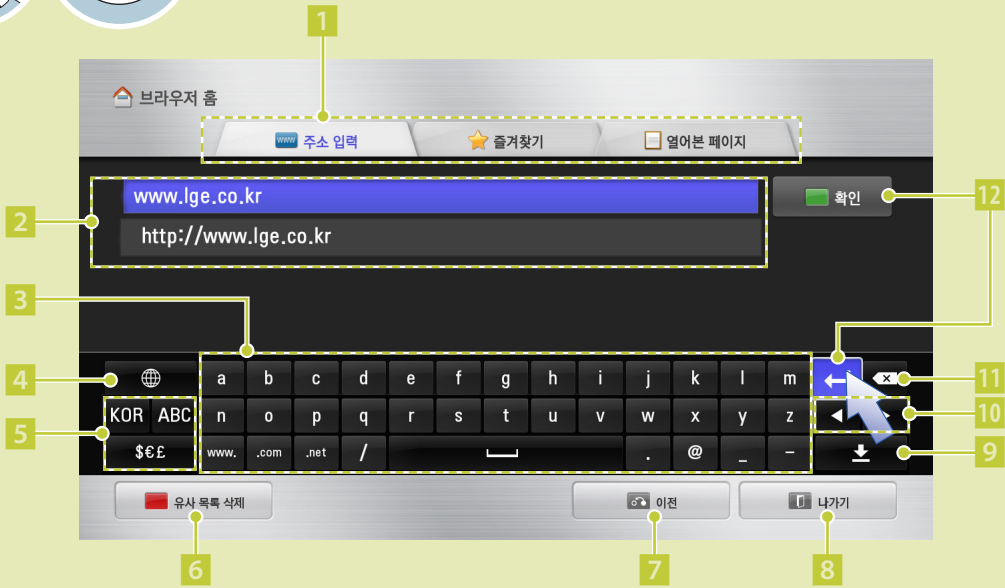 1
브라우저 홈
www 주소 입력
즐겨찾기
열어본 페이지
www.lge.co.kr
확인
12
2
http://www.lge.co.kr
3
4
a b c d e f g h i j k l m
11
KOR ABC n o p q r s t u v w x y z
10
5
$€£ www. .com .net / . @ _ -
9
유사 목록 삭제
이전
나가기
6
7
8